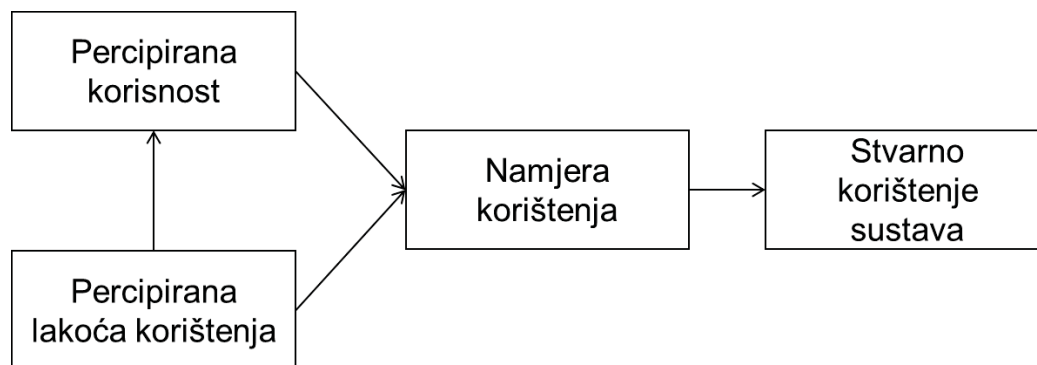 Percipirana
korisnost
Namjera
korištenja
Stvarno
korištenje
sustava
Percipirana
lakoća korištenja